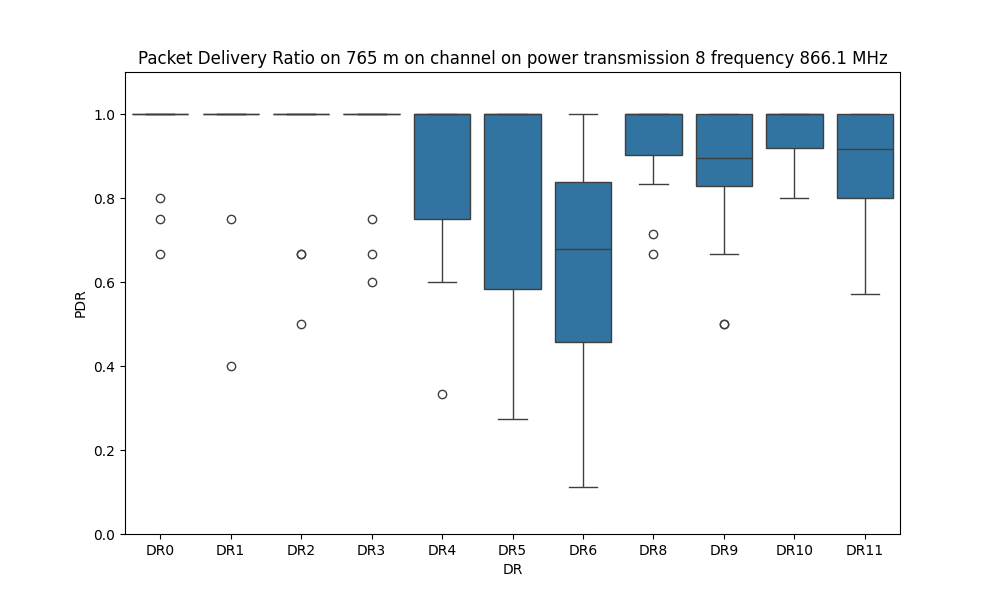 Packet Delivery Ratio on 765 m on channel on power transmission 8 frequency 866.1 MHz
1.0
0.8
0.6
0.4
0.2
0.0
PDR
DR0 DR1 DR2 DR3 DR4 DR5 DR6 DR8 DR9 DR10 DR11
DR